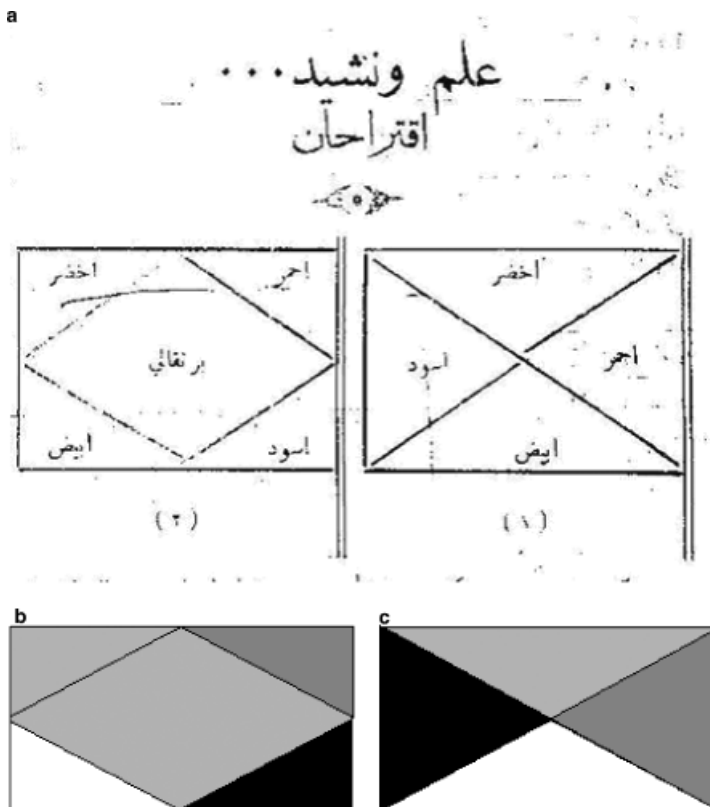 a
علم ونشيد...
اقتراحان
احمر
اخضر
برتقالي
اسود
ابيض
(٢)
اخضر
احمر
اسود
ابيض
(١)
b
c